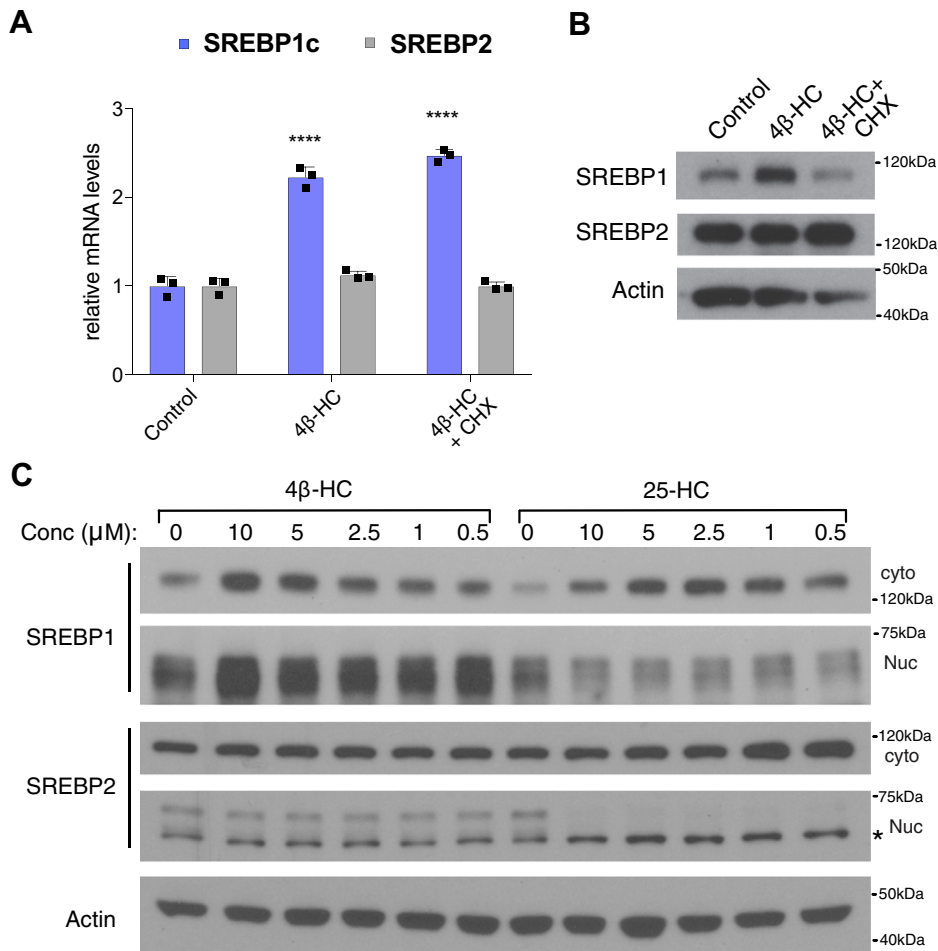 A
SREBP1c
SREBP2
relative mRNA levels
3
2
1
0
****
****
Control
4β-HC
4β-HC
+ CHX
B
Control
4β-HC
4β-HC+
CHX
SREBP1
-120kDa
SREBP2
-120kDa
-50kDa
Actin
-40kDa
C
4β-HC
25-HC
Conc (μM): 0 10 5 2.5 1 0.5 0 10 5 2.5 1 0.5
SREBP1
cyto
-120kDa
-75kDa
Nuc
SREBP2
-120kDa
cyto
-75kDa
* Nuc
Actin
-50kDa
-40kDa